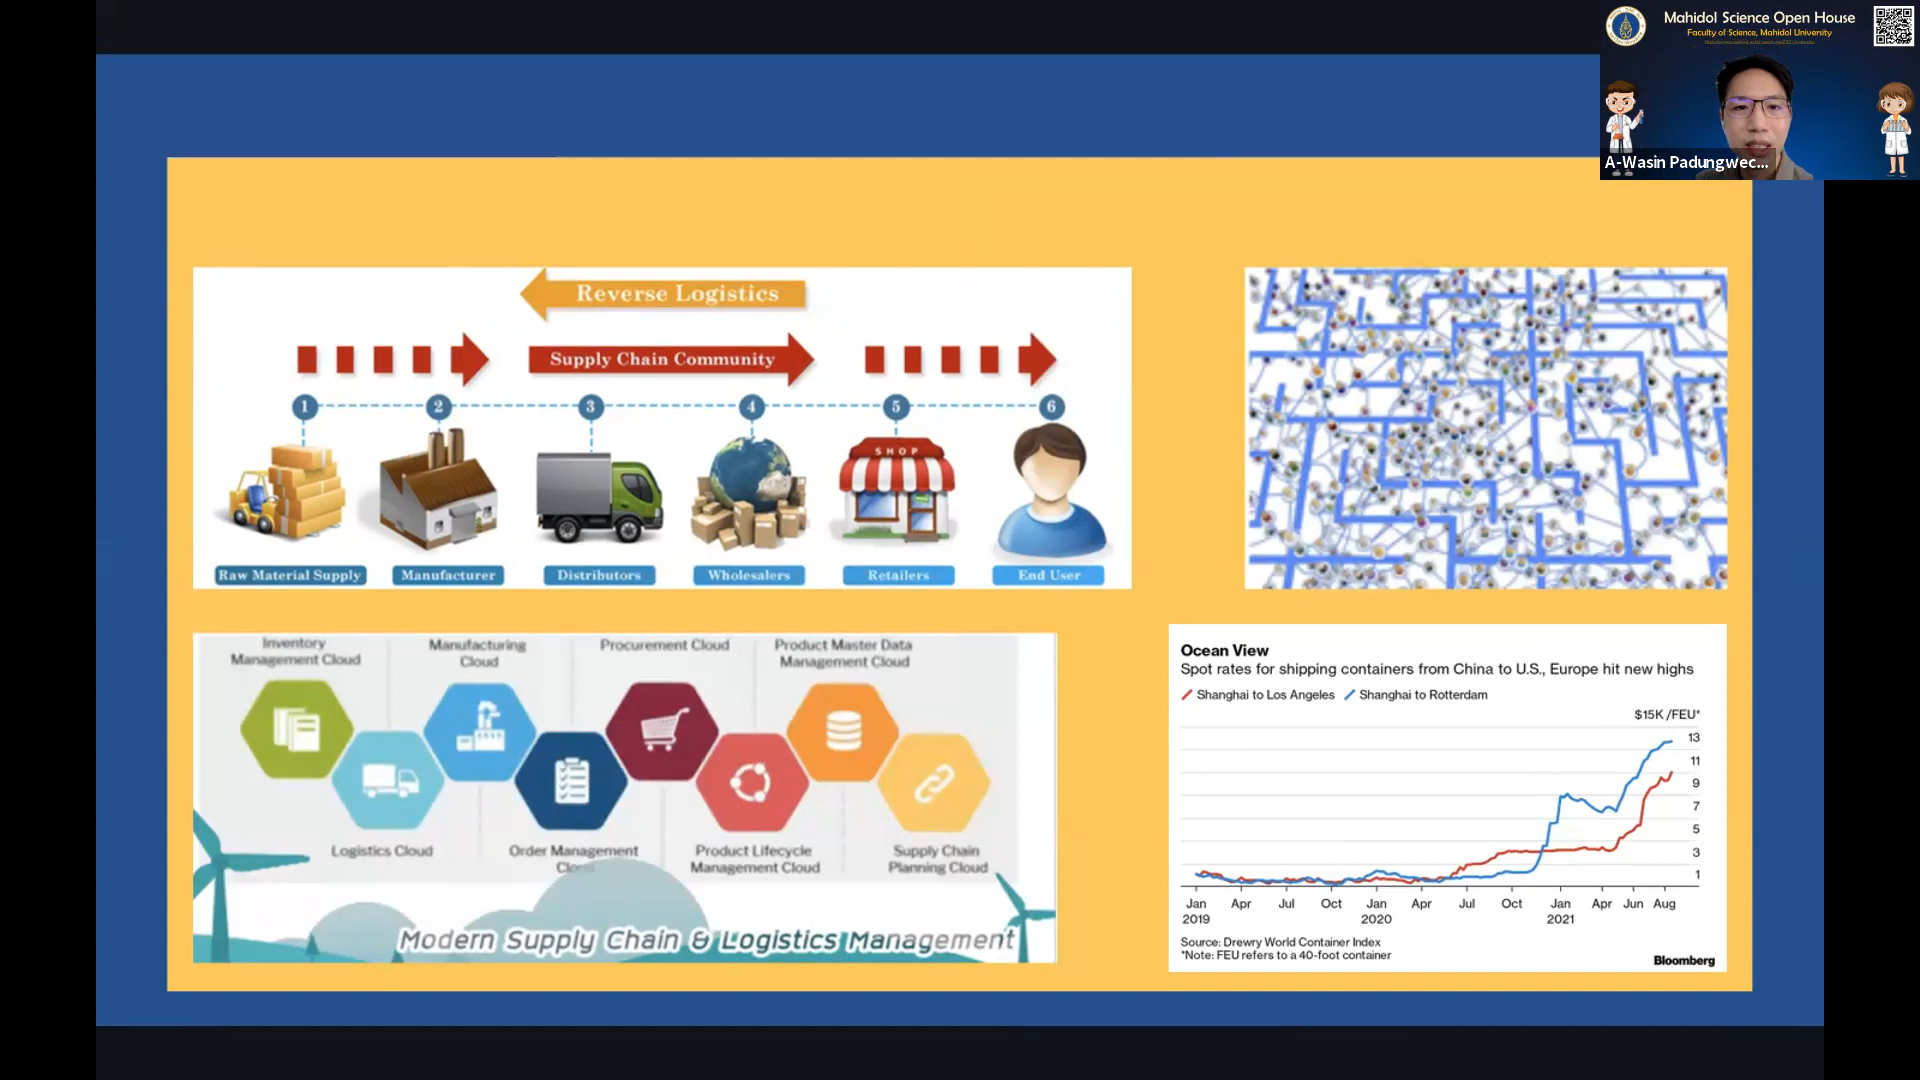 Mahidol Science Open House
Faculty of Science, Mahidol University
A-Wasin Padungwec...
Reverse Logistics
Supply Chain Community
1 2 3 4 5 6
SHOP
Raw Material Supply Manufacturer Distributors Wholesalers Retailers End User
Inventory
Management Cloud
Manufacturing
Cloud
Procurement Cloud
Product Master Data
Management Cloud
Logistics Cloud
Order Management
Product Lifecycle
Management Cloud
Supply Chain
Planning Cloud
Modern Supply Chain & Logistics Management
Ocean View
Spot rates for shipping containers from China to U.S., Europe hit new highs
Shanghai to Los Angeles Shanghai to Rotterdam
$15K /FEU*
13
11
9
7
5
3
1
Jan Apr Jul Oct Jan Apr Jul Oct Jan Apr Jun Aug
2019 2020 2021
Source: Drewry World Container Index
*Note: FEU refers to a 40-foot container
Bloomberg